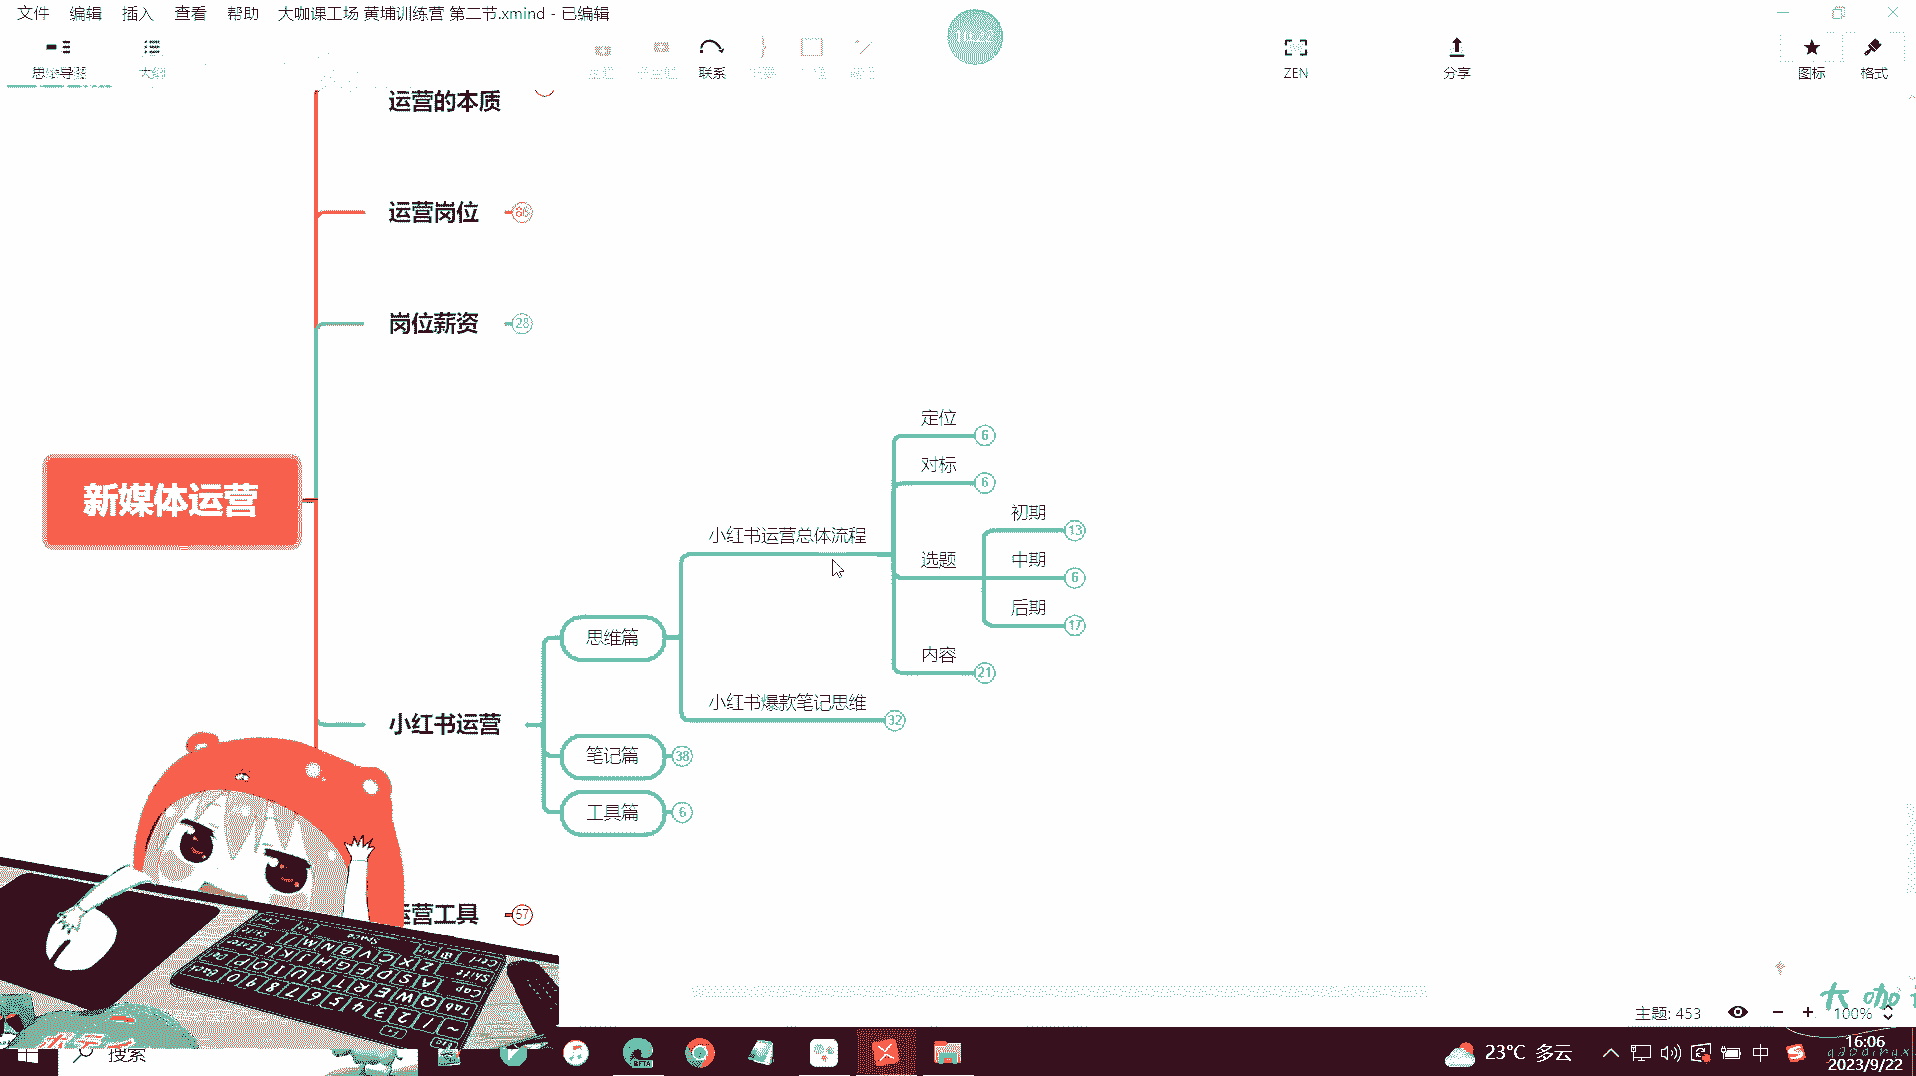 文件 编辑 插入 查看 帮助 大咖课工场 黄埔训练营 第二节.xmind - 已编辑
思维导图 大纲 联系 ZEN 分享 图标 格式
运营的本质
运营岗位 86
岗位薪资 28
新媒体运营
小红书运营
思维篇
小红书运营总体流程
定位 6
对标 6
选题
初期 13
中期 6
后期 17
内容 21
小红书爆款笔记思维 32
笔记篇 38
工具篇 6
运营工具 57
主题: 453 100%
大咖
搜索
23°C 多云 中 16:06
2023/9/22